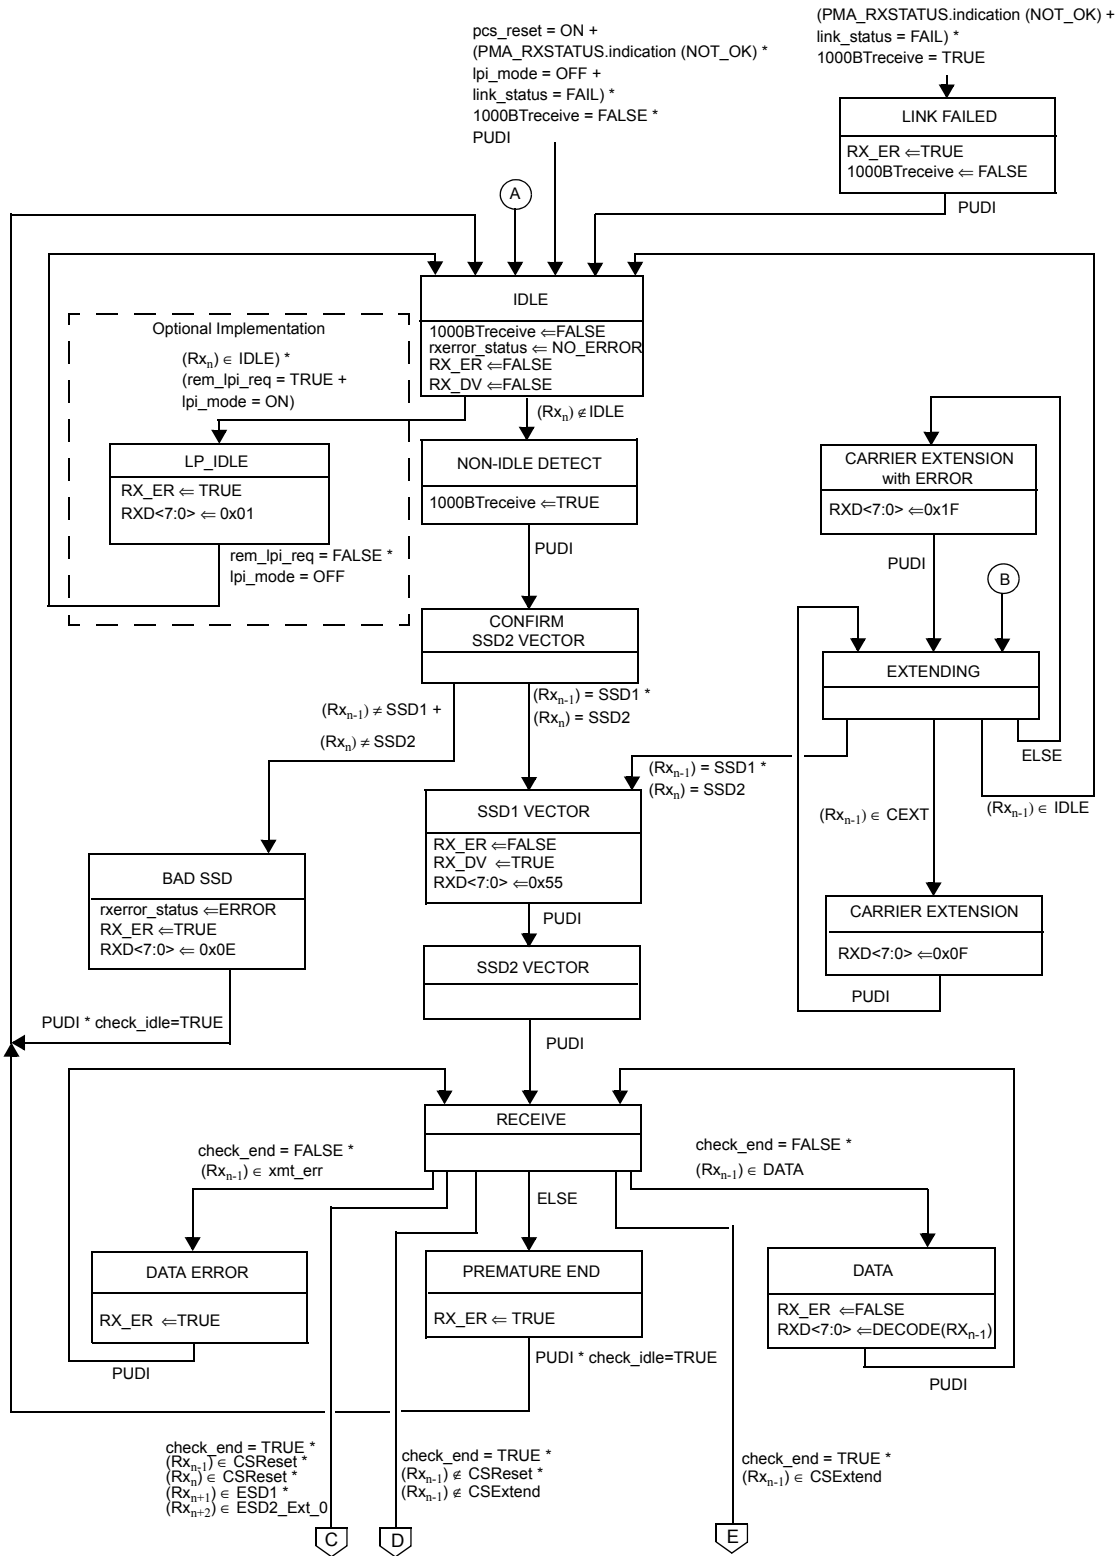 pcs_reset = ON +
(PMA_RXSTATUS.indication (NOT_OK) *
lpi_mode = OFF +
link_status = FAIL) *
1000BTreceive = FALSE *
PUDI
(PMA_RXSTATUS.indication (NOT_OK) +
link_status = FAIL) *
1000BTreceive = TRUE
LINK FAILED
RX_ER ⇐TRUE
1000BTreceive ⇐ FALSE
PUDI
A
IDLE
1000BTreceive ⇐FALSE
rxerror_status ⇐ NO_ERROR
RX_ER ⇐FALSE
RX_DV ⇐FALSE
Optional Implementation
(Rxn) ∈ IDLE) *
(rem_lpi_req = TRUE +
lpi_mode = ON)
(Rxn) ∉ IDLE
LP_IDLE
RX_ER ⇐ TRUE
RXD<7:0> ⇐ 0x01
rem_lpi_req = FALSE *
lpi_mode = OFF
NON-IDLE DETECT
1000BTreceive ⇐TRUE
PUDI
CARRIER EXTENSION
with ERROR
RXD<7:0> ⇐0x1F
PUDI
B
CONFIRM
SSD2 VECTOR
EXTENDING
(Rxn-1) ≠ SSD1 +
(Rxn) ≠ SSD2
(Rxn-1) = SSD1 *
(Rxn) = SSD2
(Rxn-1) = SSD1 *
(Rxn) = SSD2
ELSE
(Rxn-1) ∈ CEXT
(Rxn-1) ∈ IDLE
SSD1 VECTOR
RX_ER ⇐FALSE
RX_DV ⇐TRUE
RXD<7:0> ⇐0x55
PUDI
BAD SSD
rxerror_status ⇐ERROR
RX_ER ⇐TRUE
RXD<7:0> ⇐ 0x0E
PUDI * check_idle=TRUE
CARRIER EXTENSION
RXD<7:0> ⇐0x0F
PUDI
SSD2 VECTOR
PUDI
RECEIVE
check_end = FALSE *
(Rxn-1) ∈ xmt_err
ELSE
check_end = FALSE *
(Rxn-1) ∈ DATA
DATA ERROR
RX_ER ⇐TRUE
PUDI
PREMATURE END
RX_ER ⇐ TRUE
PUDI * check_idle=TRUE
DATA
RX_ER ⇐FALSE
RXD<7:0> ⇐DECODE(RXn-1)
PUDI
check_end = TRUE *
(Rxn-1) ∈ CSReset *
(Rxn) ∈ CSReset *
(Rxn+1) ∈ ESD1 *
(Rxn+2) ∈ ESD2_Ext_0
check_end = TRUE *
(Rxn-1) ∉ CSReset *
(Rxn-1) ∉ CSExtend
check_end = TRUE *
(Rxn-1) ∈ CSExtend
C
D
E